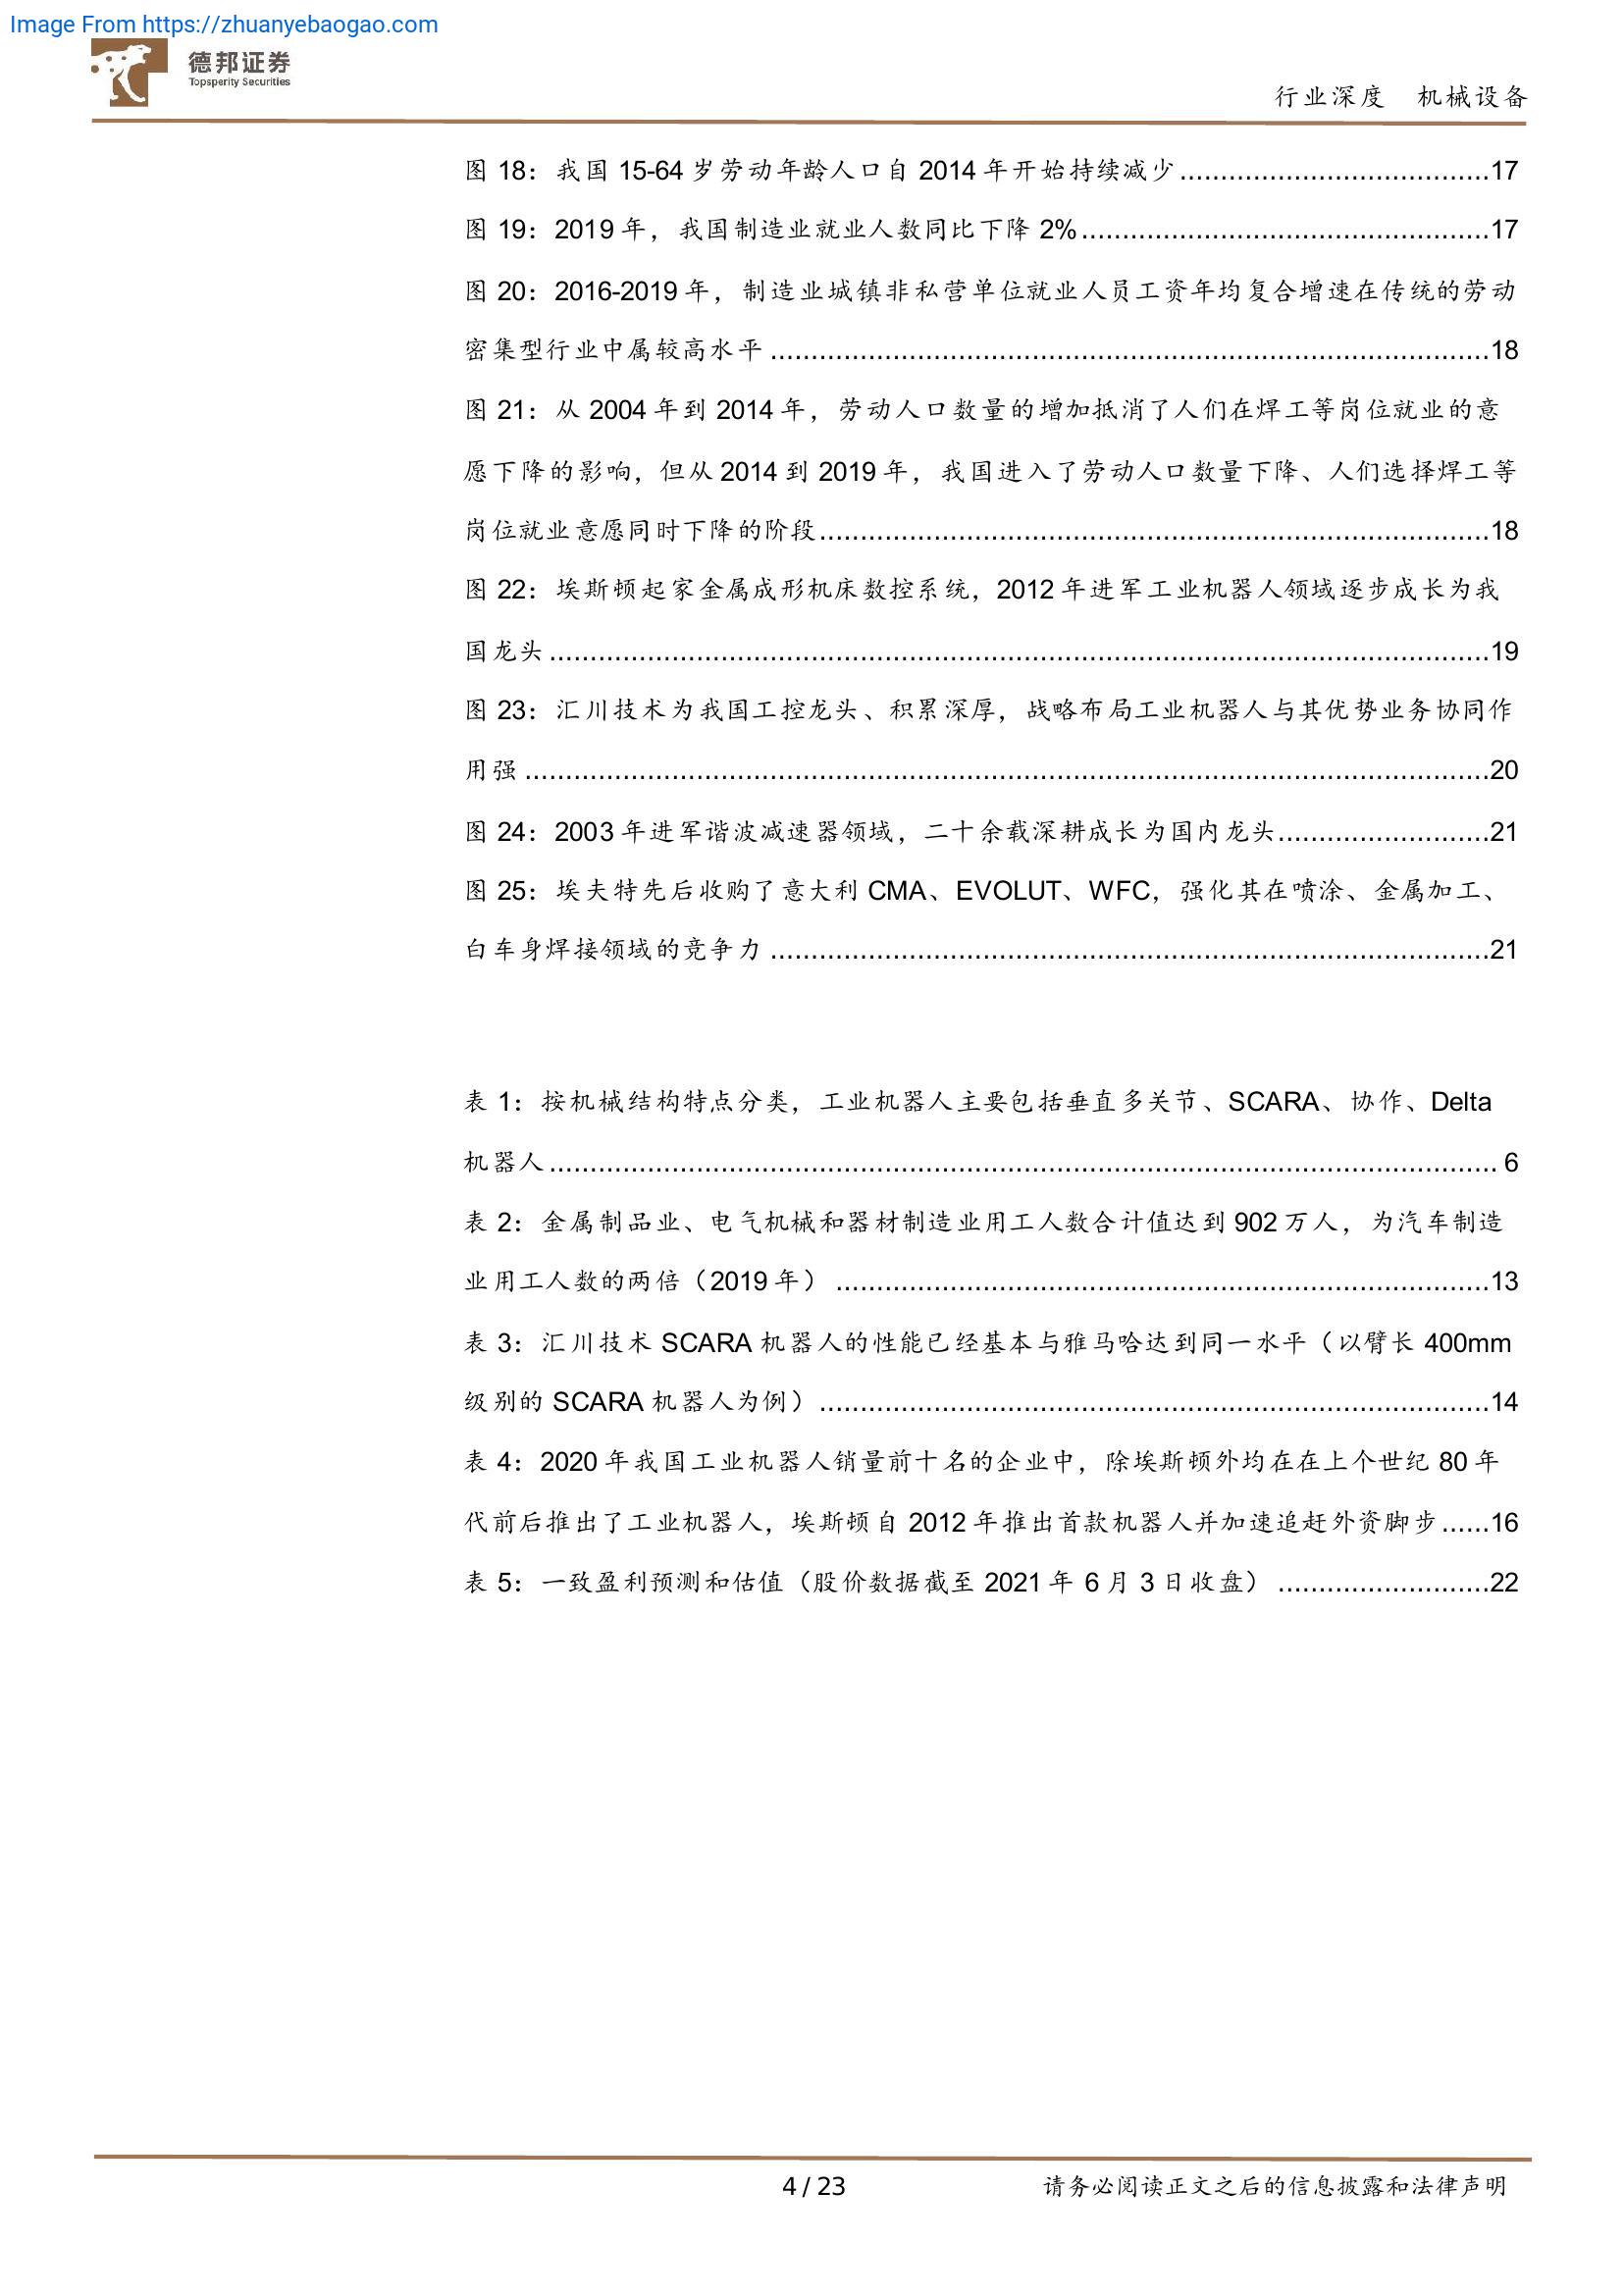 Image From https://zhuanyebaogao.com
德邦证券
Topsperity Securities
行业深度 机械设备
图 18：我国 15-64 岁劳动年龄人口自 2014 年开始持续减少......................................17
图 19：2019 年，我国制造业就业人数同比下降 2%..................................................17
图 20：2016-2019 年，制造业城镇非私营单位就业人员工资年均复合增速在传统的劳动
密集型行业中属较高水平........................................................................................18
图 21：从 2004 年到 2014 年，劳动人口数量的增加抵消了人们在焊工等岗位就业的意
愿下降的影响，但从 2014 到 2019 年，我国进入了劳动人口数量下降、人们选择焊工等
岗位就业意愿同时下降的阶段..................................................................................18
图 22：埃斯顿起家金属成形机床数控系统，2012 年进军工业机器人领域逐步成长为我
国龙头...................................................................................................................19
图 23：汇川技术为我国工控龙头、积累深厚，战略布局工业机器人与其优势业务协同作
用强......................................................................................................................20
图 24：2003 年进军谐波减速器领域，二十余载深耕成长为国内龙头..........................21
图 25：埃夫特先后收购了意大利 CMA、EVOLUT、WFC，强化其在喷涂、金属加工、
白车身焊接领域的竞争力........................................................................................21
表 1：按机械结构特点分类，工业机器人主要包括垂直多关节、SCARA、协作、Delta
机器人.................................................................................................................... 6
表 2：金属制品业、电气机械和器材制造业用工人数合计值达到 902 万人，为汽车制造
业用工人数的两倍（2019 年）................................................................................13
表 3：汇川技术 SCARA 机器人的性能已经基本与雅马哈达到同一水平（以臂长 400mm
级别的 SCARA 机器人为例）..................................................................................14
表 4：2020 年我国工业机器人销量前十名的企业中，除埃斯顿外均在在上个世纪 80 年
代前后推出了工业机器人，埃斯顿自 2012 年推出首款机器人并加速追赶外资脚步......16
表 5：一致盈利预测和估值（股价数据截至 2021 年 6 月 3 日收盘）..........................22
4 / 23
请务必阅读正文之后的信息披露和法律声明